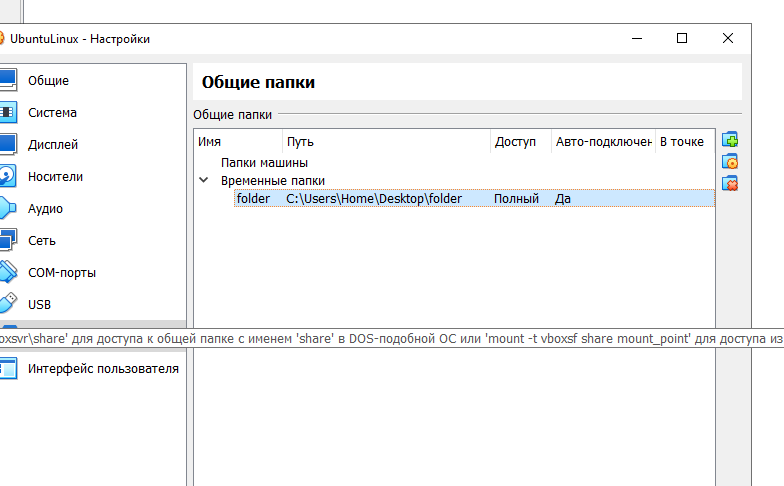 UbuntuLinux - Настройки
Общие
Система
Дисплей
Носители
Аудио
Сеть
COM-порты
USB
Интерфейс пользователя
Общие папки
Общие папки
Имя Путь Доступ Авто-подключен В точке
Папки машины
Временные папки
folder C:\Users\Home\Desktop\folder Полный Да
oxsvr\share' для доступа к общей папке с именем 'share' в DOS-подобной ОС или 'mount -t vboxsf share mount_point' для доступа из